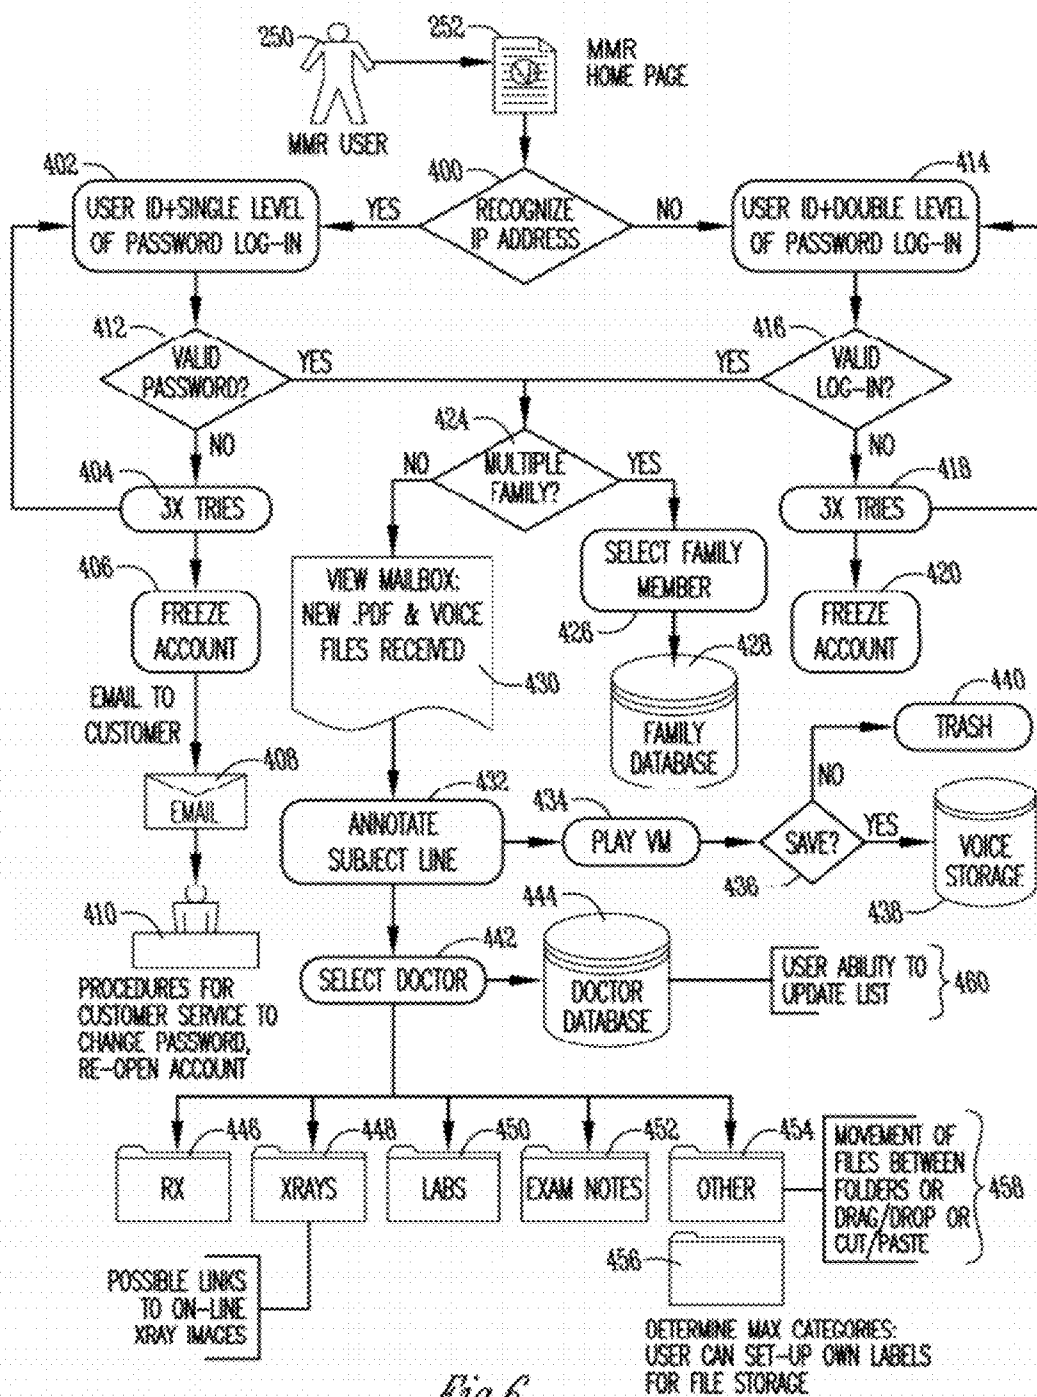 250
252
MMR
HOME PAGE
MMR USER
402
400
414
USER ID+SINGLE LEVEL
OF PASSWORD LOG-IN
YES
RECOGNIZE
IP ADDRESS
NO
USER ID+DOUBLE LEVEL
OF PASSWORD LOG-IN
412
416
VALID
PASSWORD?
YES
YES
VALID
LOG-IN?
NO
424
NO
NO
MULTIPLE
FAMILY?
YES
404
3X TRIES
418
3X TRIES
406
FREEZE
ACCOUNT
VIEW MAILBOX:
NEW .PDF & VOICE
FILES RECEIVED
430
SELECT FAMILY
MEMBER
426
420
FREEZE
ACCOUNT
428
FAMILY
DATABASE
EMAIL TO
CUSTOMER
408
EMAIL
440
TRASH
NO
432
ANNOTATE
SUBJECT LINE
434
PLAY VM
SAVE?
436
YES
VOICE
STORAGE
438
410
PROCEDURES FOR
CUSTOMER SERVICE TO
CHANGE PASSWORD,
RE-OPEN ACCOUNT
442
SELECT DOCTOR
444
DOCTOR
DATABASE
USER ABILITY TO
UPDATE LIST
460
446
RX
448
XRAYS
450
LABS
452
EXAM NOTES
454
OTHER
MOVEMENT OF
FILES BETWEEN
FOLDERS OR
DRAG/DROP OR
CUT/PASTE
458
POSSIBLE LINKS
TO ON-LINE
XRAY IMAGES
456
DETERMINE MAX CATEGORIES:
USER CAN SET-UP OWN LABELS
FOR FILE STORAGE
Fig.6